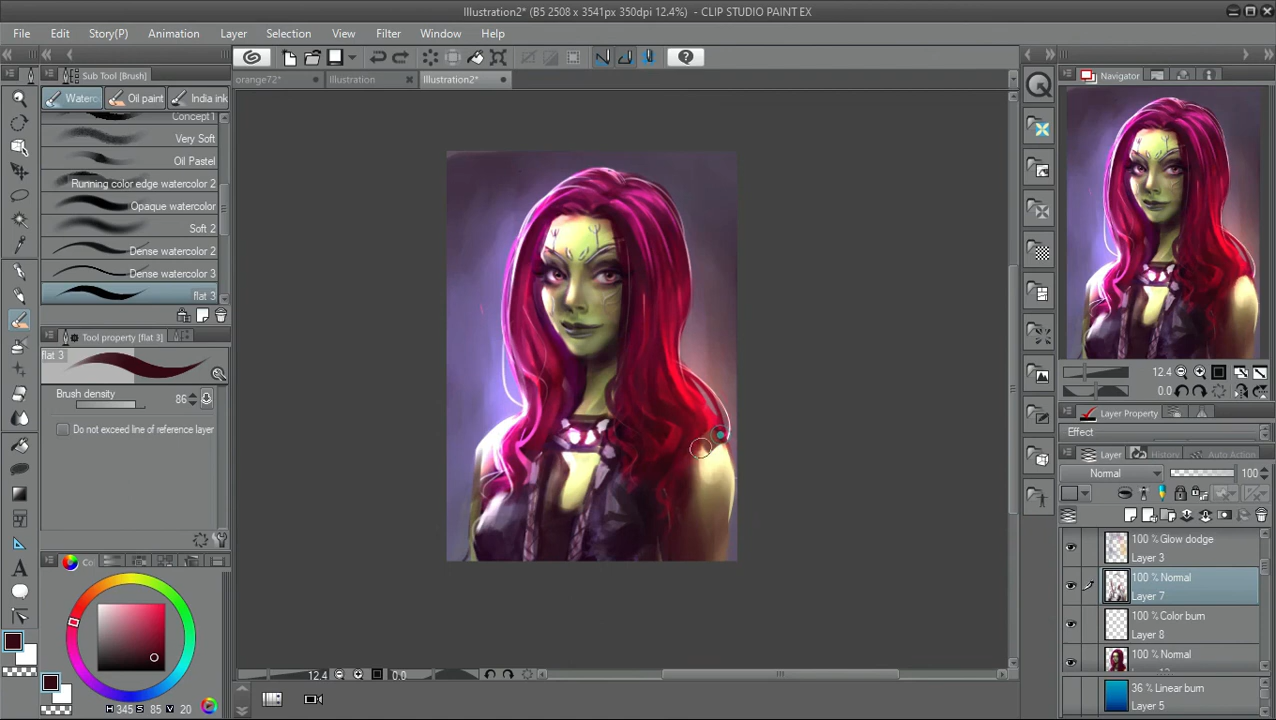 Illustration2* (B5 2508 x 3541px 350dpi 12.4%) - CLIP STUDIO PAINT EX
File Edit Story(P) Animation Layer Selection View Filter Window Help
Sub Tool [Brush]
orange72* Illustration Illustration2*
Navigator
Waterc Oil paint India ink
Concept1
Very Soft
Oil Pastel
Running color edge watercolor 2
Opaque watercolor
Soft 2
Dense watercolor 2
Dense watercolor 3
flat 3
Tool property [flat 3]
flat 3
Brush density 86
Do not exceed line of reference layer
12.4
0.0
Layer Property
Effect
Layer History Auto Action
Normal 100
100 % Glow dodge
Layer 3
100 % Normal
Layer 7
100 % Color burn
Layer 8
100 % Normal
36 % Linear burn
Layer 5
Co
H 345 S 85 V 20
12.4 0.0